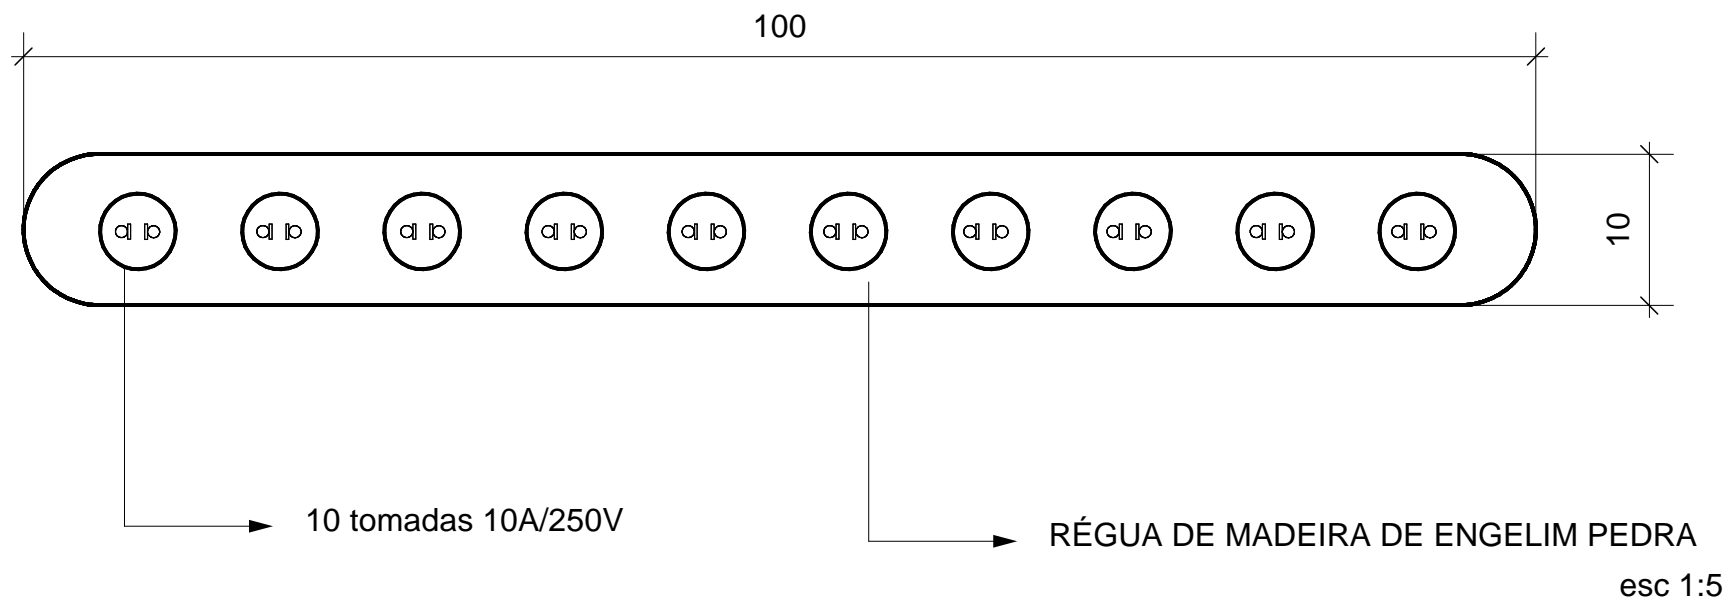 100
10
10 tomadas 10A/250V
RÉGUA DE MADEIRA DE ENGELIM PEDRA
esc 1:5